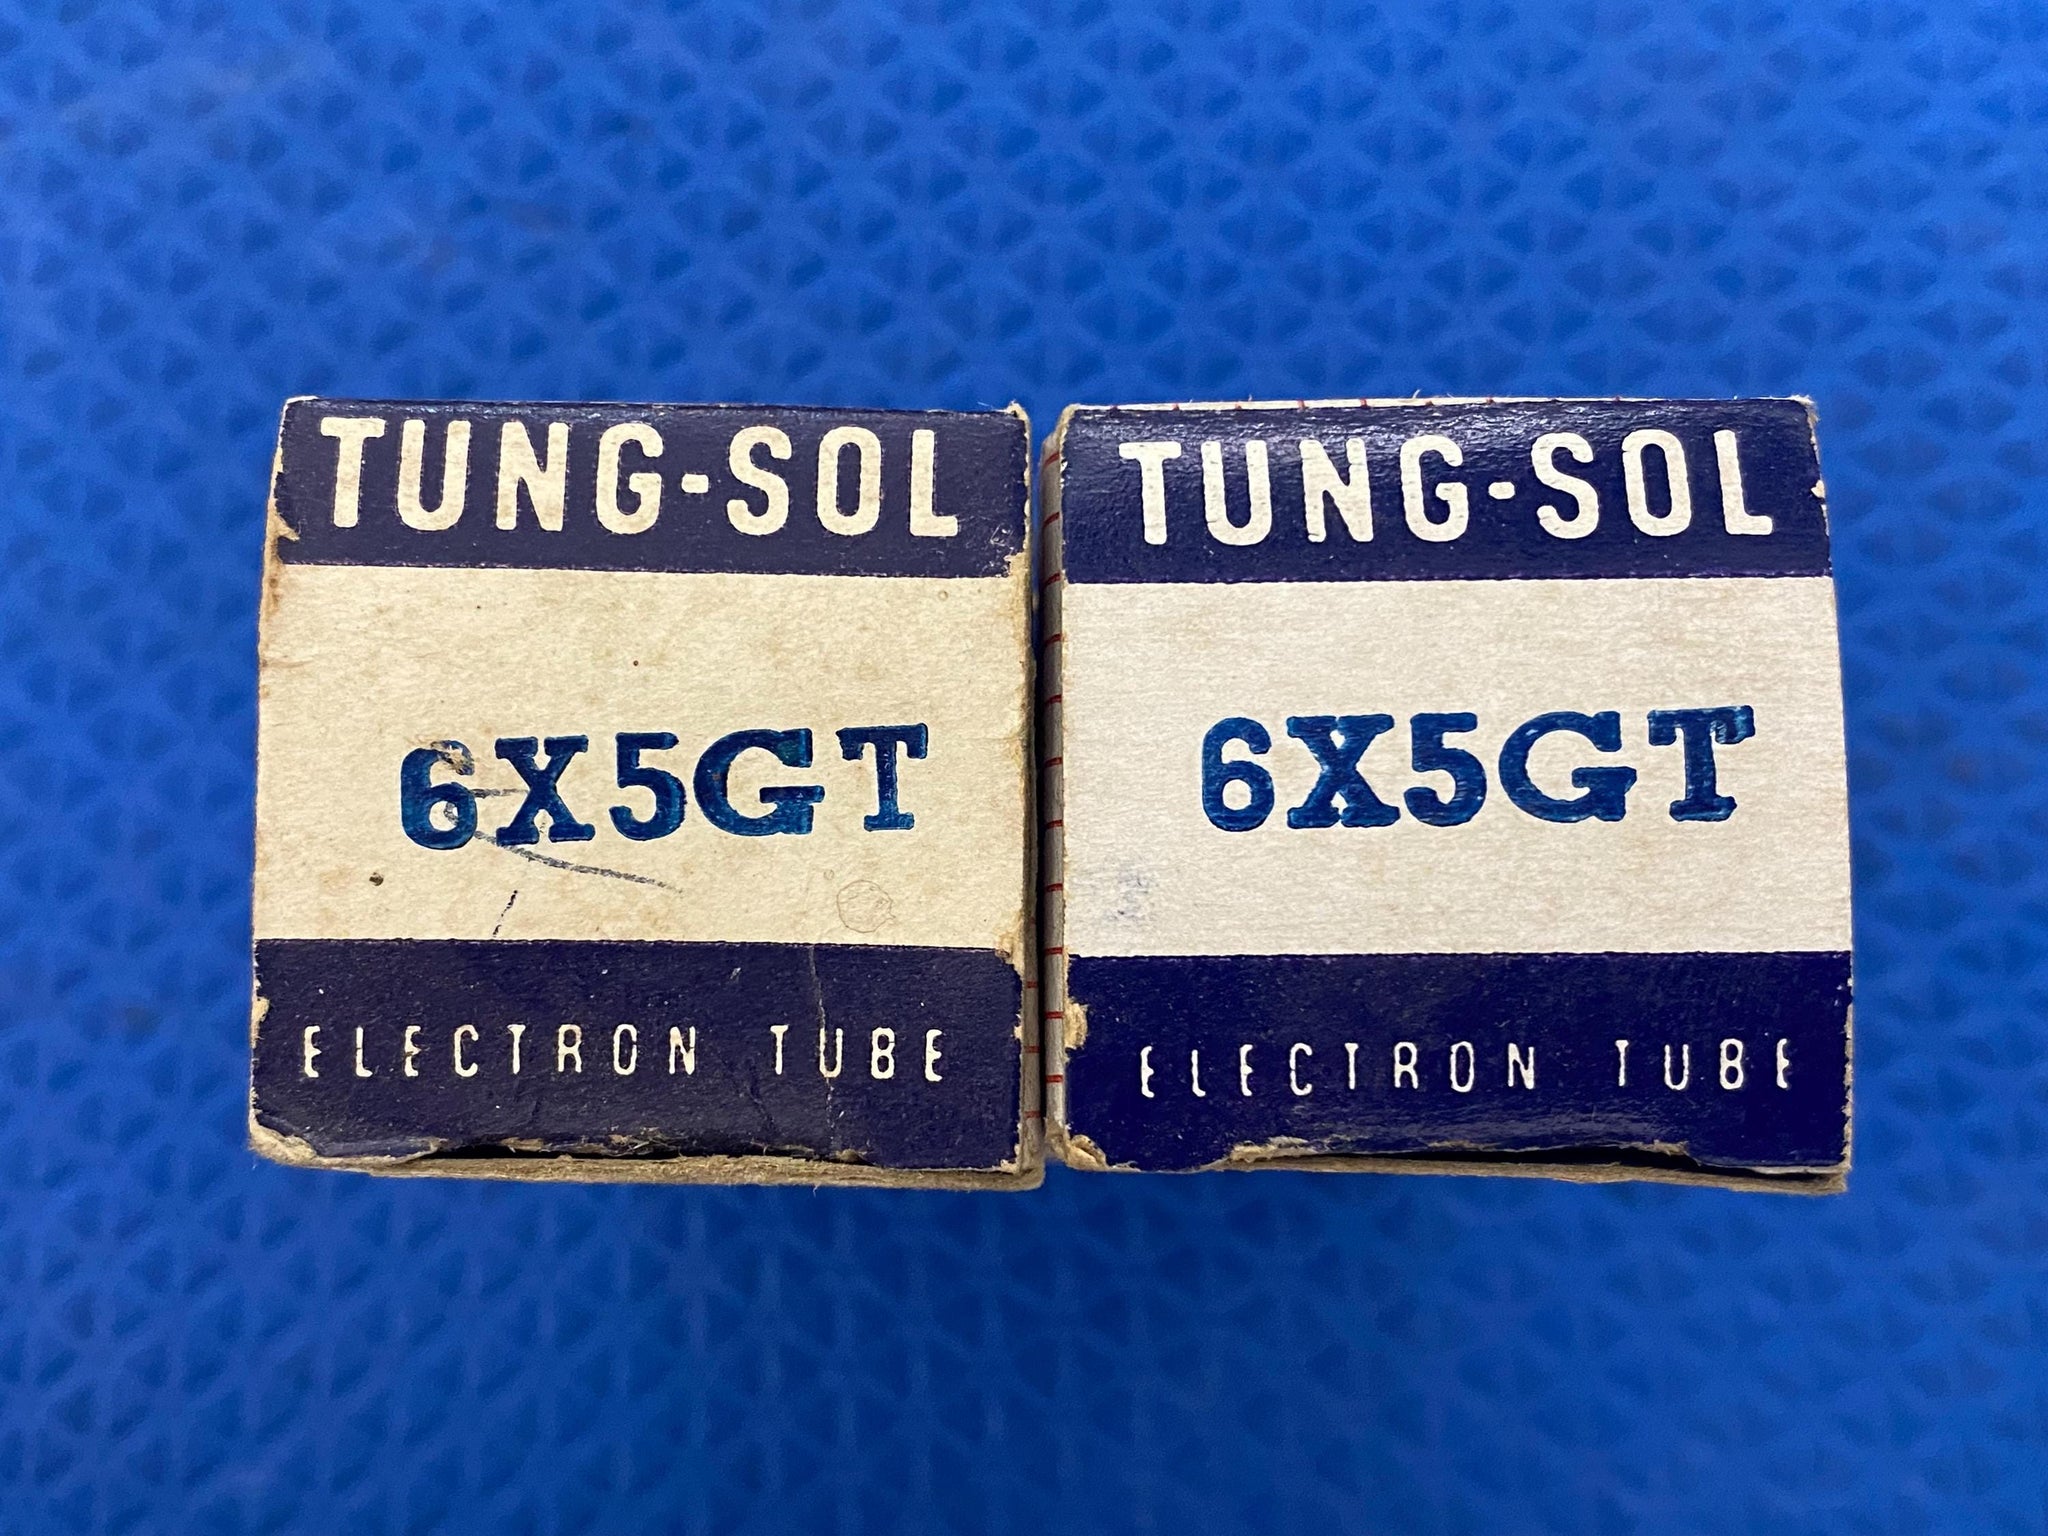 TUNG-SOL
6X5GT
ELECTRON TUBE
TUNG-SOL
6X5GT
ELECTRON TUBE